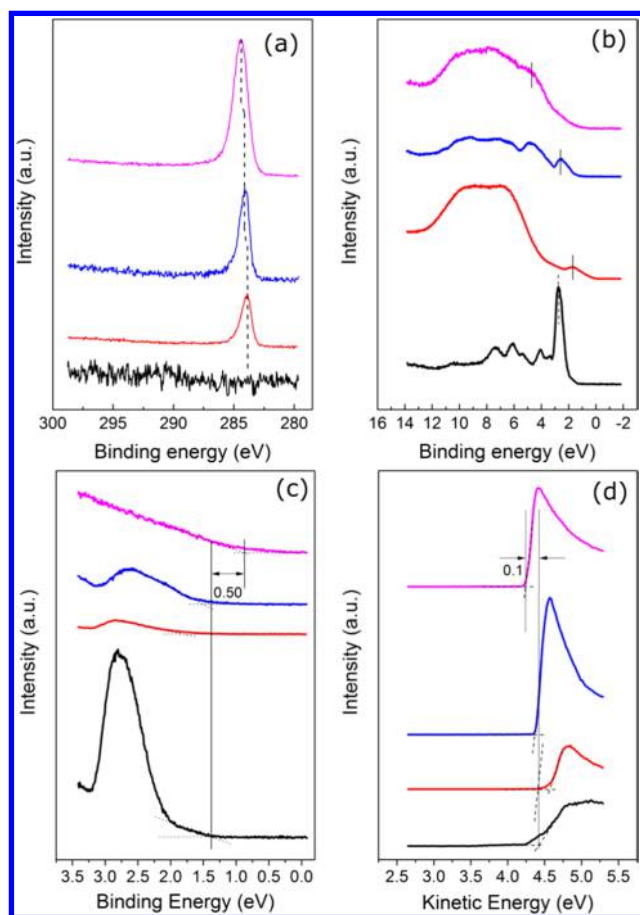 (a)
Intensity (a.u.)
300 295 290 285 280
Binding energy (eV)
(b)
Intensity (a.u.)
16 14 12 10 8 6 4 2 0 -2
Binding energy (eV)
(c)
0.50
Intensity (a.u.)
3.5 3.0 2.5 2.0 1.5 1.0 0.5 0.0
Binding Energy (eV)
(d)
0.1
Intensity (a.u.)
2.5 3.0 3.5 4.0 4.5 5.0 5.5
Kinetic Energy (eV)